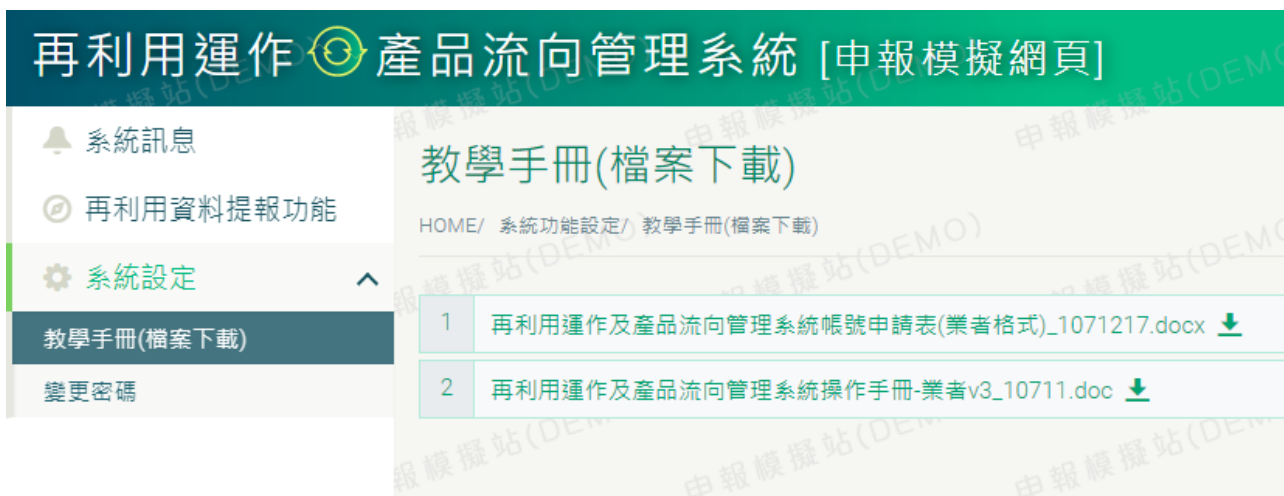 再利用運作 產品流向管理系統 [申報模擬網頁]
系統訊息
再利用資料提報功能
系統設定
教學手冊(檔案下載)
變更密碼
教學手冊(檔案下載)
HOME/ 系統功能設定/ 教學手冊(檔案下載)
1 再利用運作及產品流向管理系統帳號申請表(業者格式)_1071217.docx
2 再利用運作及產品流向管理系統操作手冊-業者v3_10711.doc
申報模擬站(DEMO)